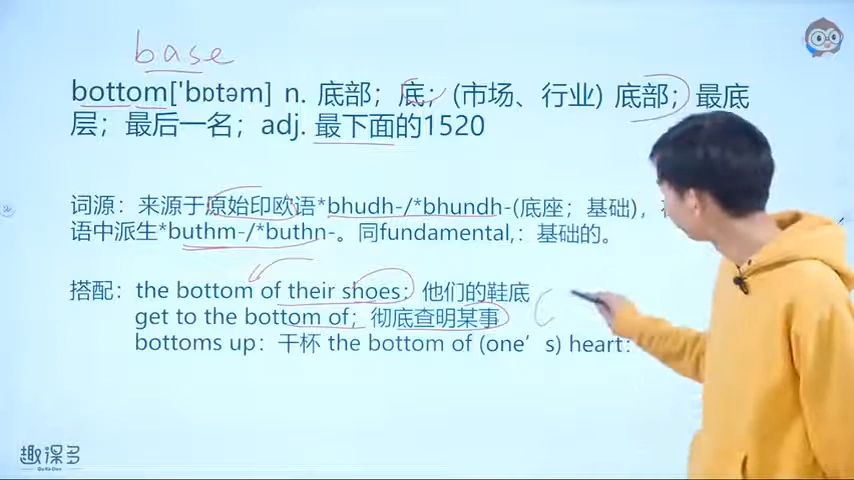 base
bottom['bɒtəm] n. 底部；底；(市场、行业) 底部；最底
层；最后一名；adj. 最下面的1520
词源：来源于原始印欧语*bhudh-/*bhundh-(底座；基础)，
语中派生*buthm-/*buthn-。同fundamental,：基础的。
搭配：the bottom of their shoes；他们的鞋底
get to the bottom of；彻底查明某事
bottoms up：干杯 the bottom of (one's) heart：
趣课多